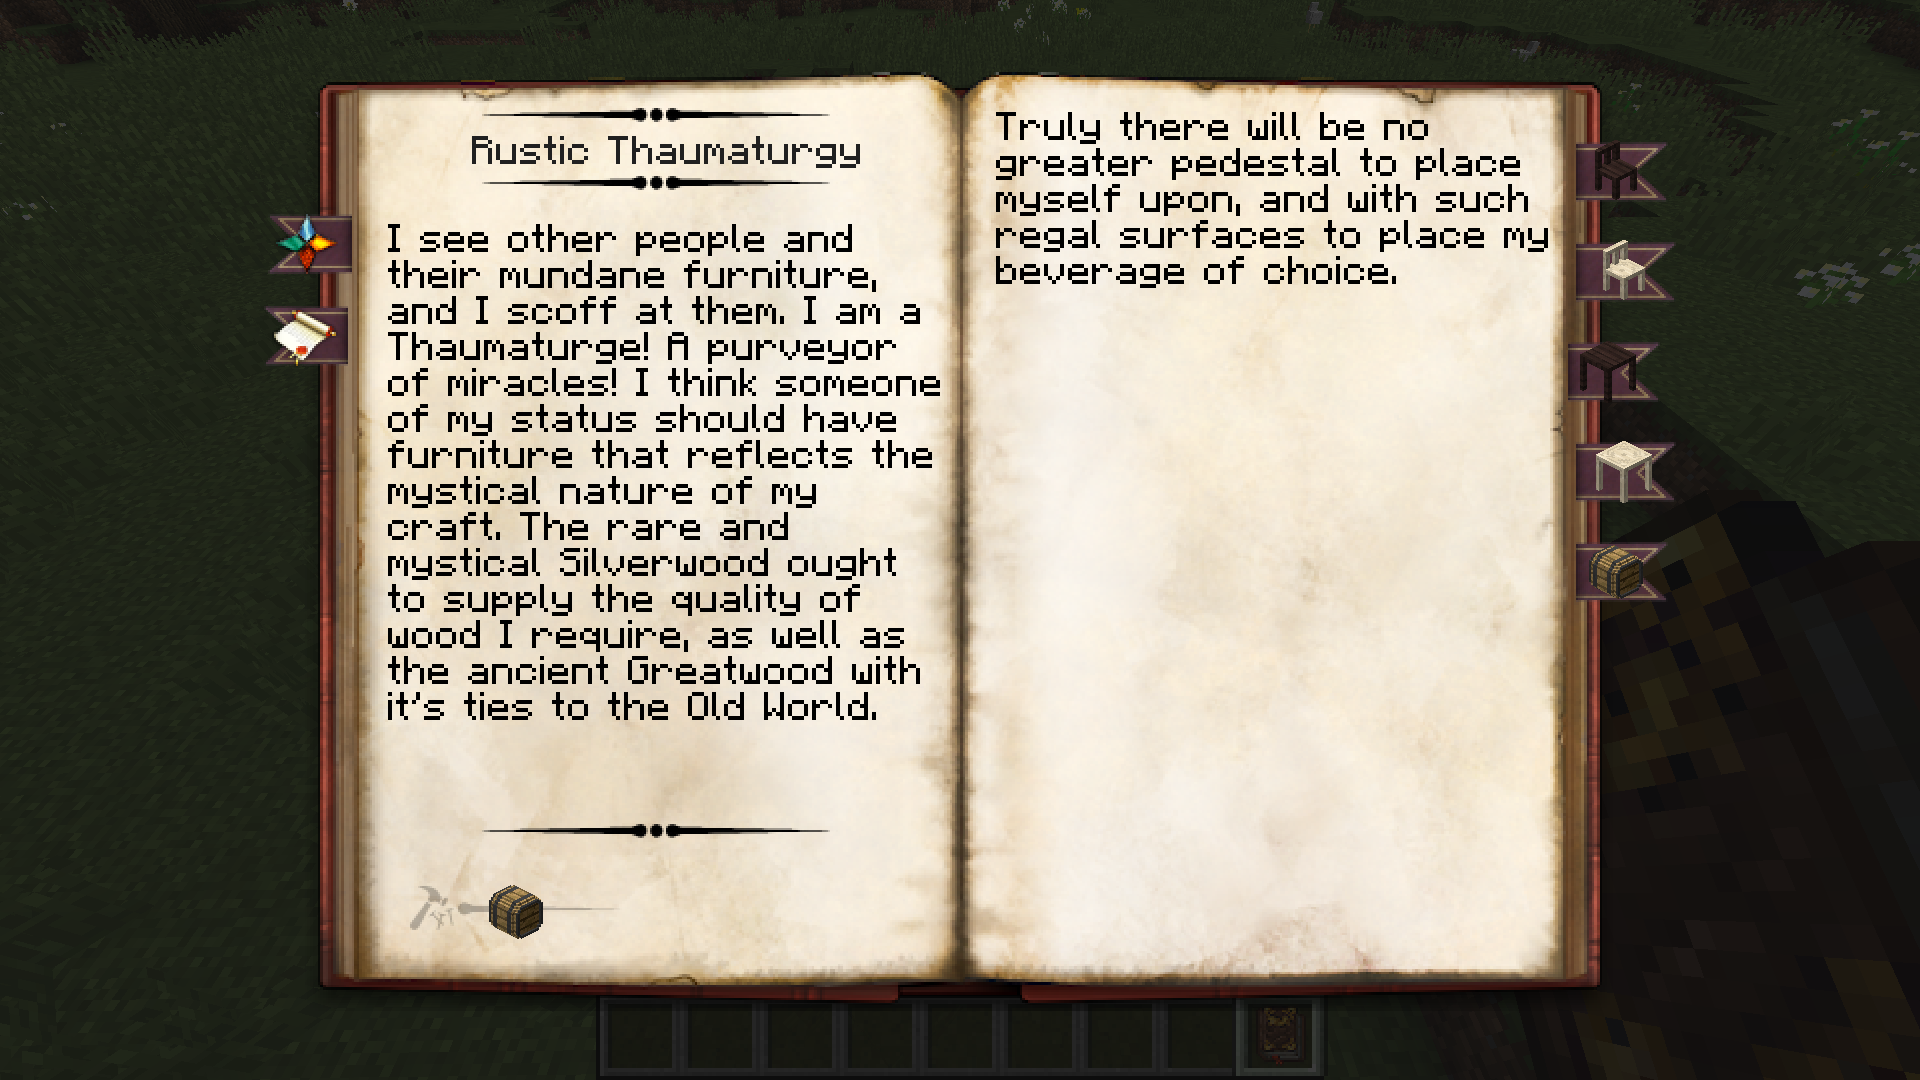 Rustic Thaumaturgy
I see other people and
their mundane furniture,
and I scoff at them. I am a
Thaumaturge! A purveyor
of miracles! I think someone
of my status should have
furniture that reflects the
mystical nature of my
craft. The rare and
mystical Silverwood ought
to supply the quality of
wood I require, as well as
the ancient Greatwood with
it's ties to the Old World.
Truly there will be no
greater pedestal to place
myself upon, and with such
regal surfaces to place my
beverage of choice.